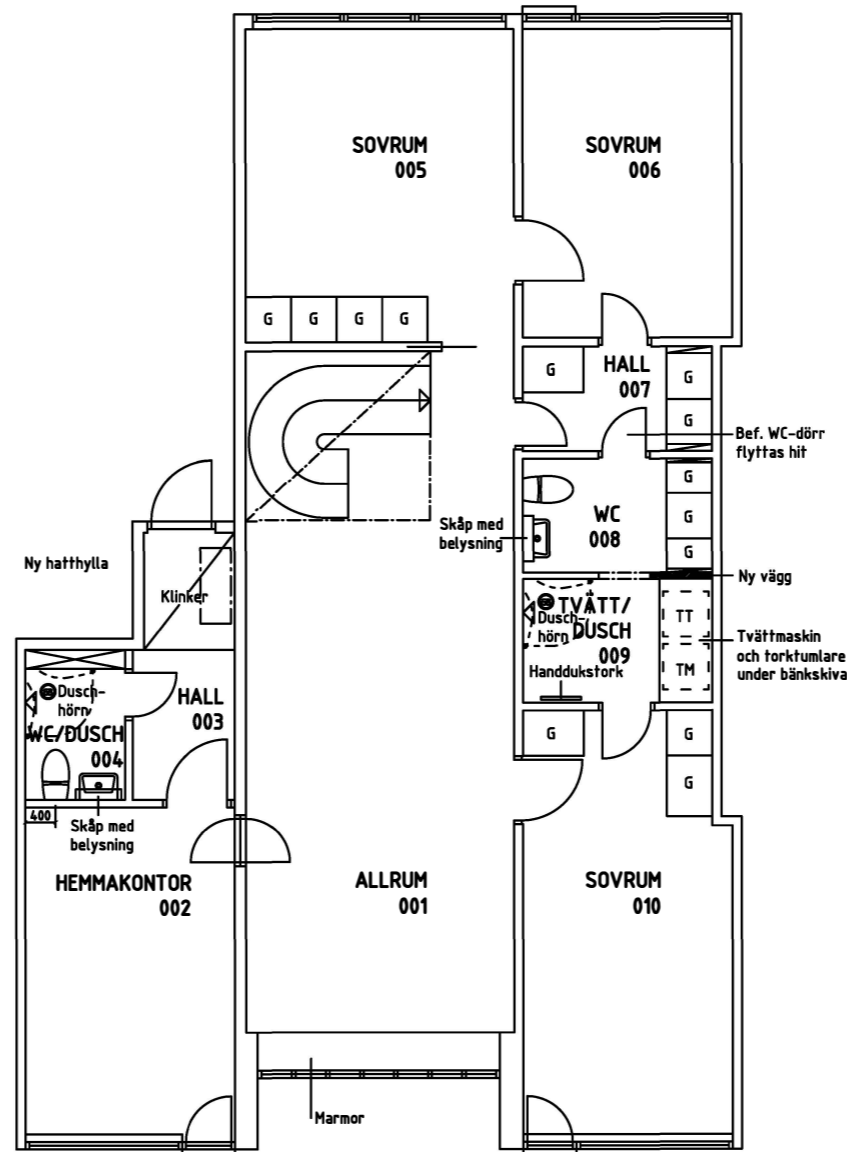 SOVRUM
005
SOVRUM
006
G G G G
G
HALL
007
G
G
Bef. WC-dörr
flyttas hit
G
WC
008
G
G
Skåp med
belysning
Ny hatthylla
Klinker
Ny vägg
TVÄTT/
DUSCH
009
Dusch-
hörn
TT
TM
Tvättmaskin
och torktumlare
under bänkskiva
Handdukstork
HALL
003
Dusch-
hörn
WC/DUSCH
004
G
G
G
400
Skåp med
belysning
HEMMAKONTOR
002
ALLRUM
001
SOVRUM
010
Marmor